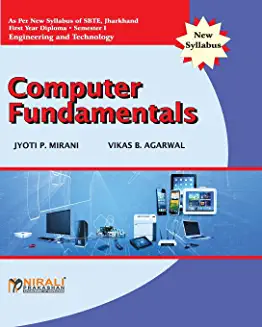 As Per New Syllabus of SBTE, Jharkhand
First Year Diploma - Semester I
Engineering and Technology
New
Syllabus
Computer
Fundamentals
JYOTI P. MIRANI
VIKAS B. AGARWAL
NIRALI
PRAKASHAN